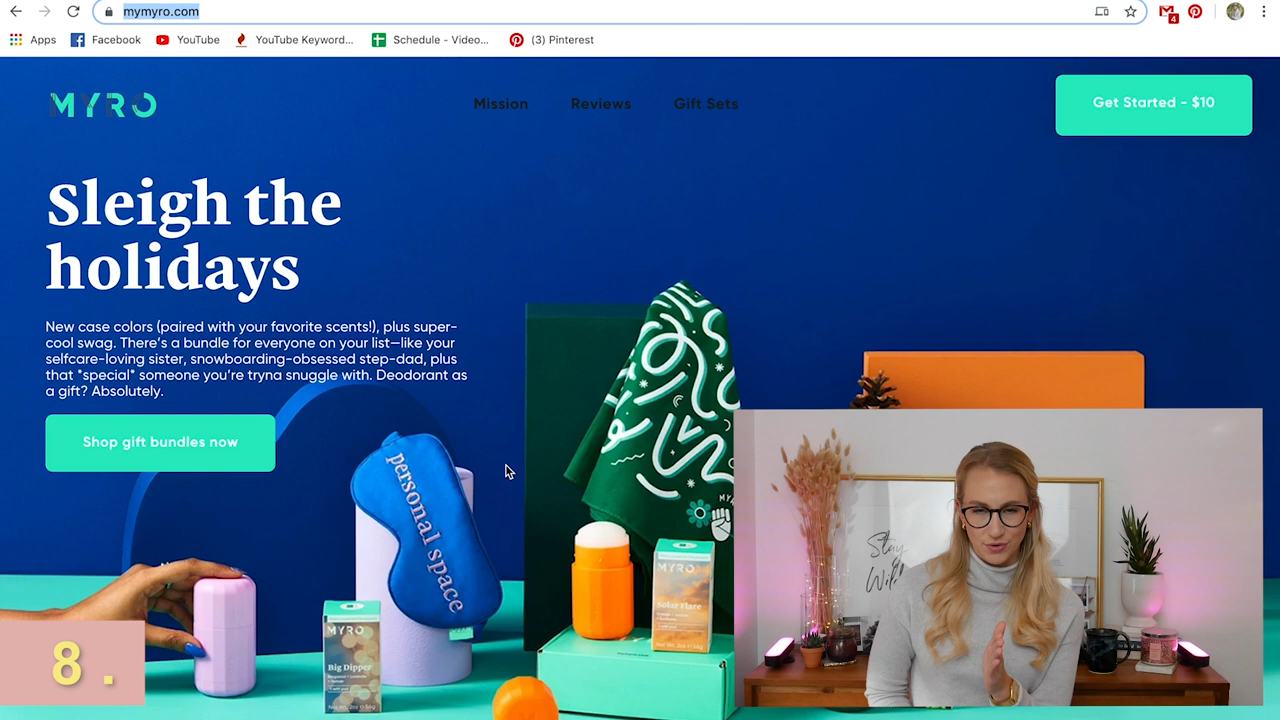 mymyro.com
4
Apps
Facebook
YouTube
YouTube Keyword...
Schedule - Video...
(3) Pinterest
MYRO
Mission
Reviews
Gift Sets
Get Started - $10
Sleigh the
holidays
New case colors (paired with your favorite scents!), plus super-
cool swag. There's a bundle for everyone on your list—like your
selfcare-loving sister, snowboarding-obsessed step-dad, plus
that *special* someone you're tryna snuggle with. Deodorant as
a gift? Absolutely.
Shop gift bundles now
personal space
MYRO
Big Dipper
MYRO
Solar Flare
Stay
Wild
8.